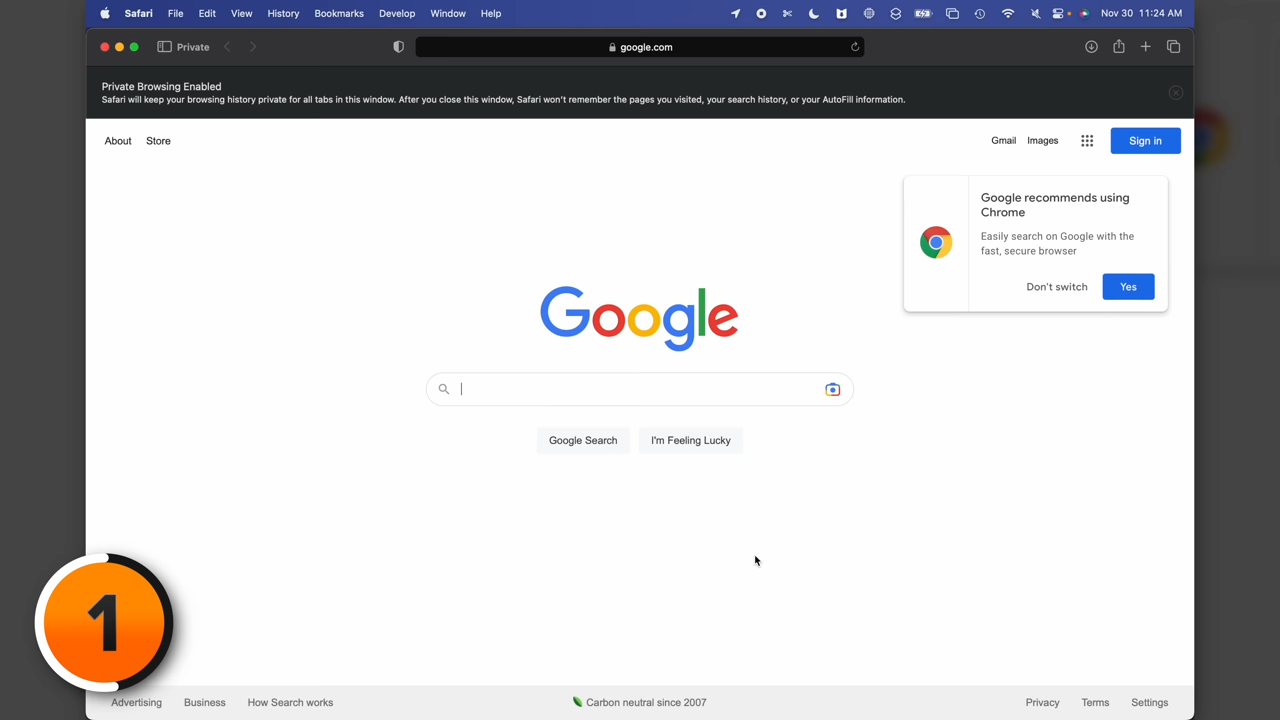 Safari File Edit View History Bookmarks Develop Window Help Nov 30 11:24 AM
Private google.com
Private Browsing Enabled
Safari will keep your browsing history private for all tabs in this window. After you close this window, Safari won't remember the pages you visited, your search history, or your AutoFill information.
About Store Gmail Images Sign in
Google recommends using
Chrome
Easily search on Google with the
fast, secure browser
Don't switch Yes
Google
Google Search I'm Feeling Lucky
1
Advertising Business How Search works Carbon neutral since 2007 Privacy Terms Settings